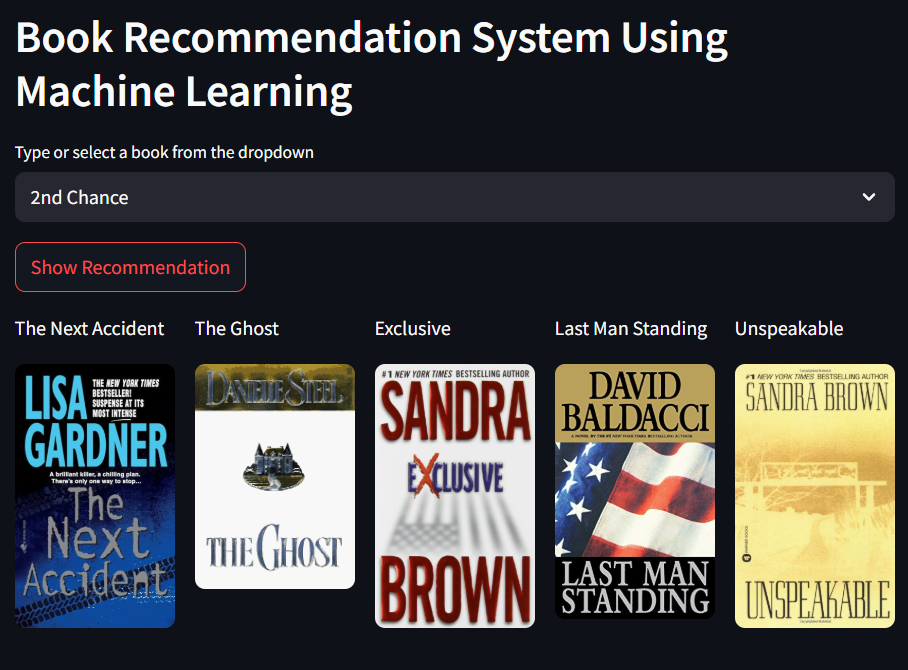 Book Recommendation System Using
Machine Learning
Type or select a book from the dropdown
2nd Chance
Show Recommendation
The Next Accident
The Ghost
Exclusive
Last Man Standing
Unspeakable
LISA
GARDNER
THE NEW YORK TIMES
BESTSELLER!
SUSPENSE AT ITS
MOST INTENSE
A brilliant killer, a chilling plan.
There's only one way to stop...
The
Next
Accident
DANIELLE STEEL
THE GHOST
#1 NEW YORK TIMES BESTSELLING AUTHOR
SANDRA
EXCLUSIVE
BROWN
DAVID
BALDACCI
A NOVEL BY THE #1 NEW YORK TIMES BESTSELLING AUTHOR
LAST MAN
STANDING
#1 NEW YORK TIMES BESTSELLING AUTHOR
SANDRA BROWN
UNSPEAKABLE